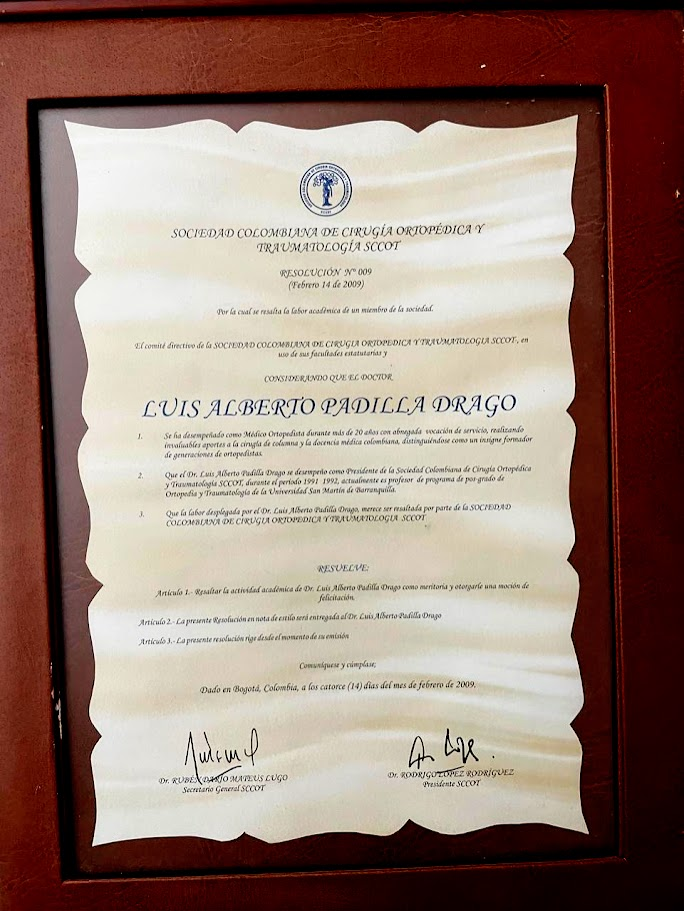 SOCIEDAD COLOMBIANA DE CIRUGÍA ORTOPÉDICA Y
TRAUMATOLOGÍA SCCOT
RESOLUCIÓN Nº 009
(Febrero 14 de 2009)
Por la cual se resalta la labor académica de un miembro de la sociedad.
El comité directivo de la SOCIEDAD COLOMBIANA DE CIRUGIA ORTOPEDICA Y TRAUMATOLOGIA SCCOT, en
uso de sus facultades estatutarias y
CONSIDERANDO QUE EL DOCTOR
LUIS ALBERTO PADILLA DRAGO
1. Se ha desempeñado como Médico Ortopedista durante más de 20 años con abnegada vocación de servicio, realizando
invaluables aportes a la cirugía de columna y la docencia médica colombiana, distinguiéndose como un insigne formador
de generaciones de ortopedistas.
2. Que el Dr. Luis Alberto Padilla Drago se desempeño como Presidente de la Sociedad Colombiana de Cirugía Ortopédica
y Traumatología SCCOT, durante el período 1991 1992, actualmente es profesor de programa de pos-grado de
Ortopedia y Traumatología de la Universidad San Martín de Barranquilla.
3. Que la labor desplegada por el Dr. Luis Alberto Padilla Drago, merece ser resaltada por parte de la SOCIEDAD
COLOMBIANA DE CIRUGIA ORTOPEDICA Y TRAUMATOLOGIA SCCOT
RESUELVE:
Artículo 1.- Resaltar la actividad académica de Dr. Luis Alberto Padilla Drago como meritoria y otorgarle una moción de
felicitación.
Artículo 2.- La presente Resolución en nota de estilo será entregada al Dr. Luis Alberto Padilla Drago
Artículo 3.- La presente resolución rige desde el momento de su emisión
Comuníquese y cúmplase;
Dado en Bogotá, Colombia, a los catorce (14) días del mes de febrero de 2009.
Dr. RUBÉN DARÍO MATEUS LUGO
Secretario General SCCOT
Dr. RODRIGO LÓPEZ RODRÍGUEZ
Presidente SCCOT